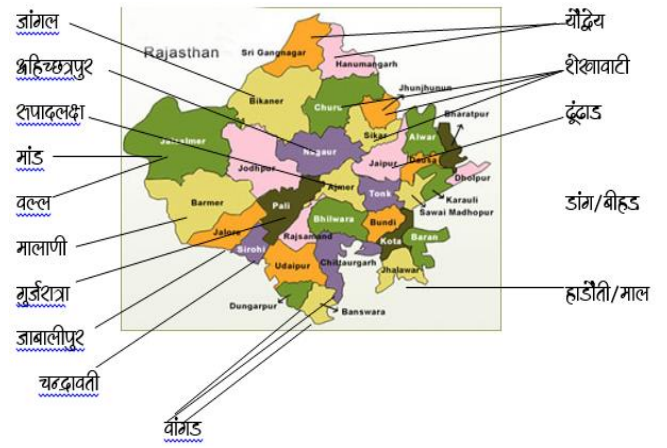 जांगल
यौद्धेय
Rajasthan
Sri Gangnagar
Hanumangarh
अहिच्छत्रपुर
शेखावाटी
Jhunjhunun
Bikaner
Churu
Bharatpur
सपादलक्ष
ढूंढाड
Sikar
Alwar
Jaisalmer
Nagaur
मांड
Jodhpur
Jaipur
Dausa
Dholpur
Ajmer
Tonk
Karauli
वल्ल
Barmer
Pali
Sawai Madhopur
डांग/बीहड
Bhilwara
Bundi
Jalore
Rajsamand
Kota
Baran
मालाणी
Sirohi
Chittaurgarh
Udaipur
Jhalawar
गुर्जरात्रा
हाडौती/माल
Dungarpur
Banswara
जाबालीपुर
चन्द्रावती
वांगड